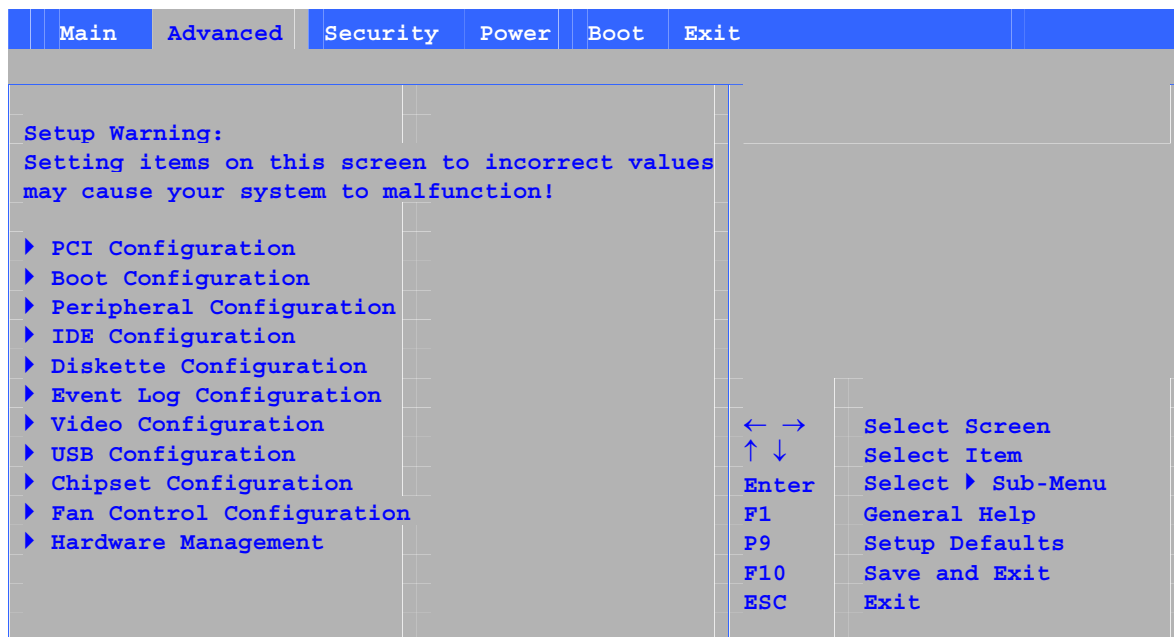 Main Advanced Security Power Boot Exit
Setup Warning:
Setting items on this screen to incorrect values
may cause your system to malfunction!
PCI Configuration
Boot Configuration
Peripheral Configuration
IDE Configuration
Diskette Configuration
Event Log Configuration
Video Configuration
USB Configuration
Chipset Configuration
Fan Control Configuration
Hardware Management
← → Select Screen
↑ ↓ Select Item
Enter Select ▶ Sub-Menu
F1 General Help
P9 Setup Defaults
F10 Save and Exit
ESC Exit